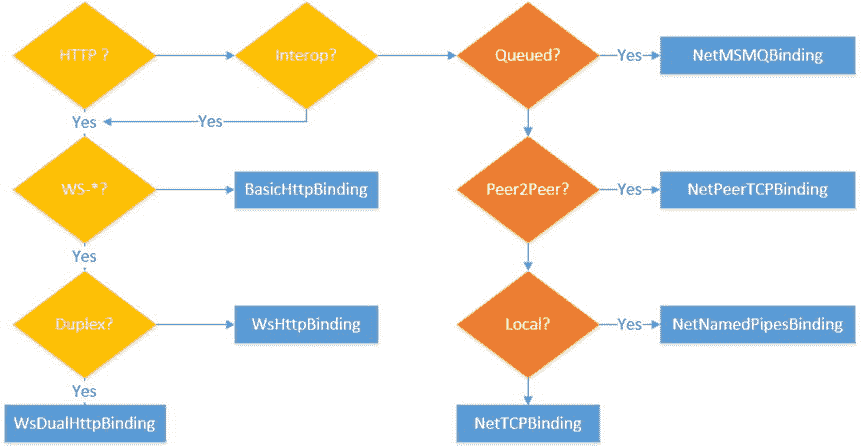 HTTP ?
Interop?
Queued?
Yes
NetMSMQBinding
Yes
Yes
WS-*?
BasicHttpBinding
Peer2Peer?
Yes
NetPeerTCPBinding
Yes
Duplex?
WsHttpBinding
Local?
Yes
NetNamedPipesBinding
Yes
WsDualHttpBinding
NetTCPBinding